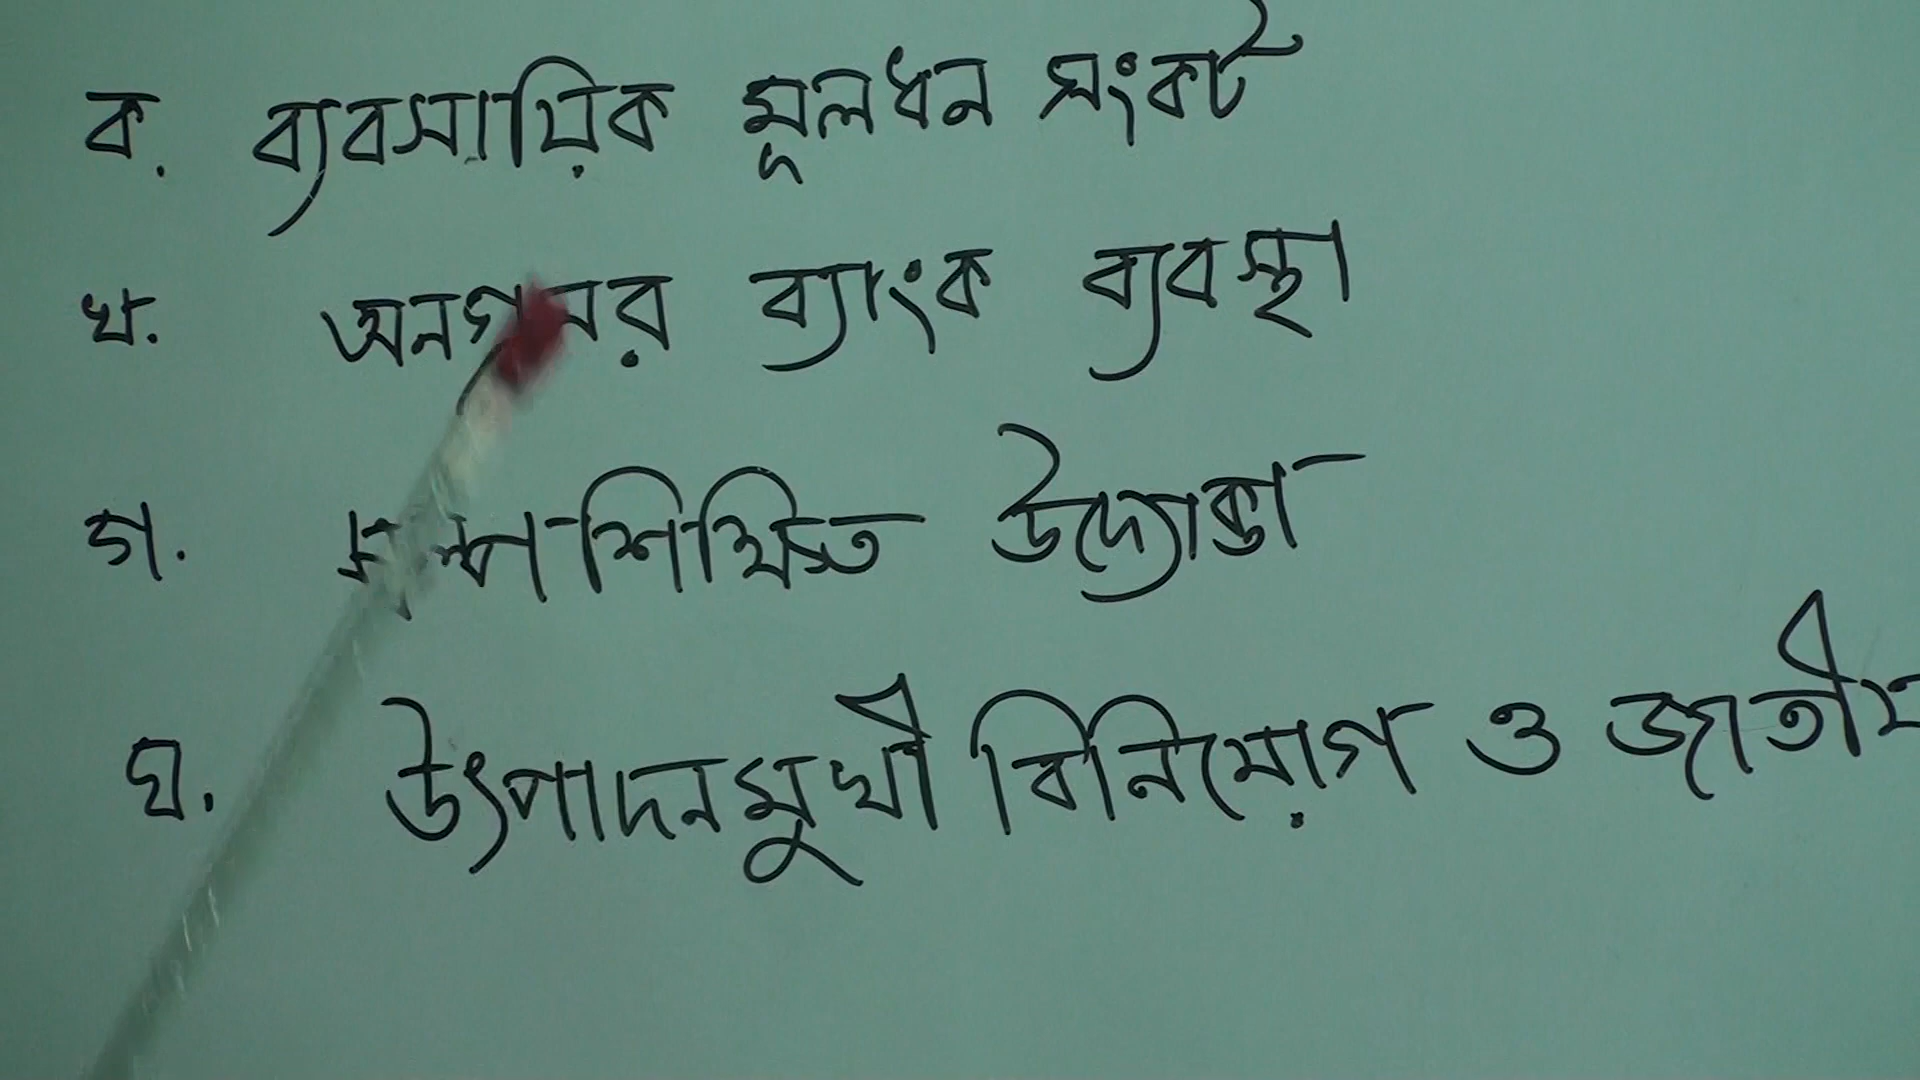 ক. ব্যবসায়িক মূলধন সংকট
খ. ব্যাংক ব্যবস্থা
গ. উদ্যোক্তা
ঘ. উৎপাদনমুখী বিনিয়োগ ও